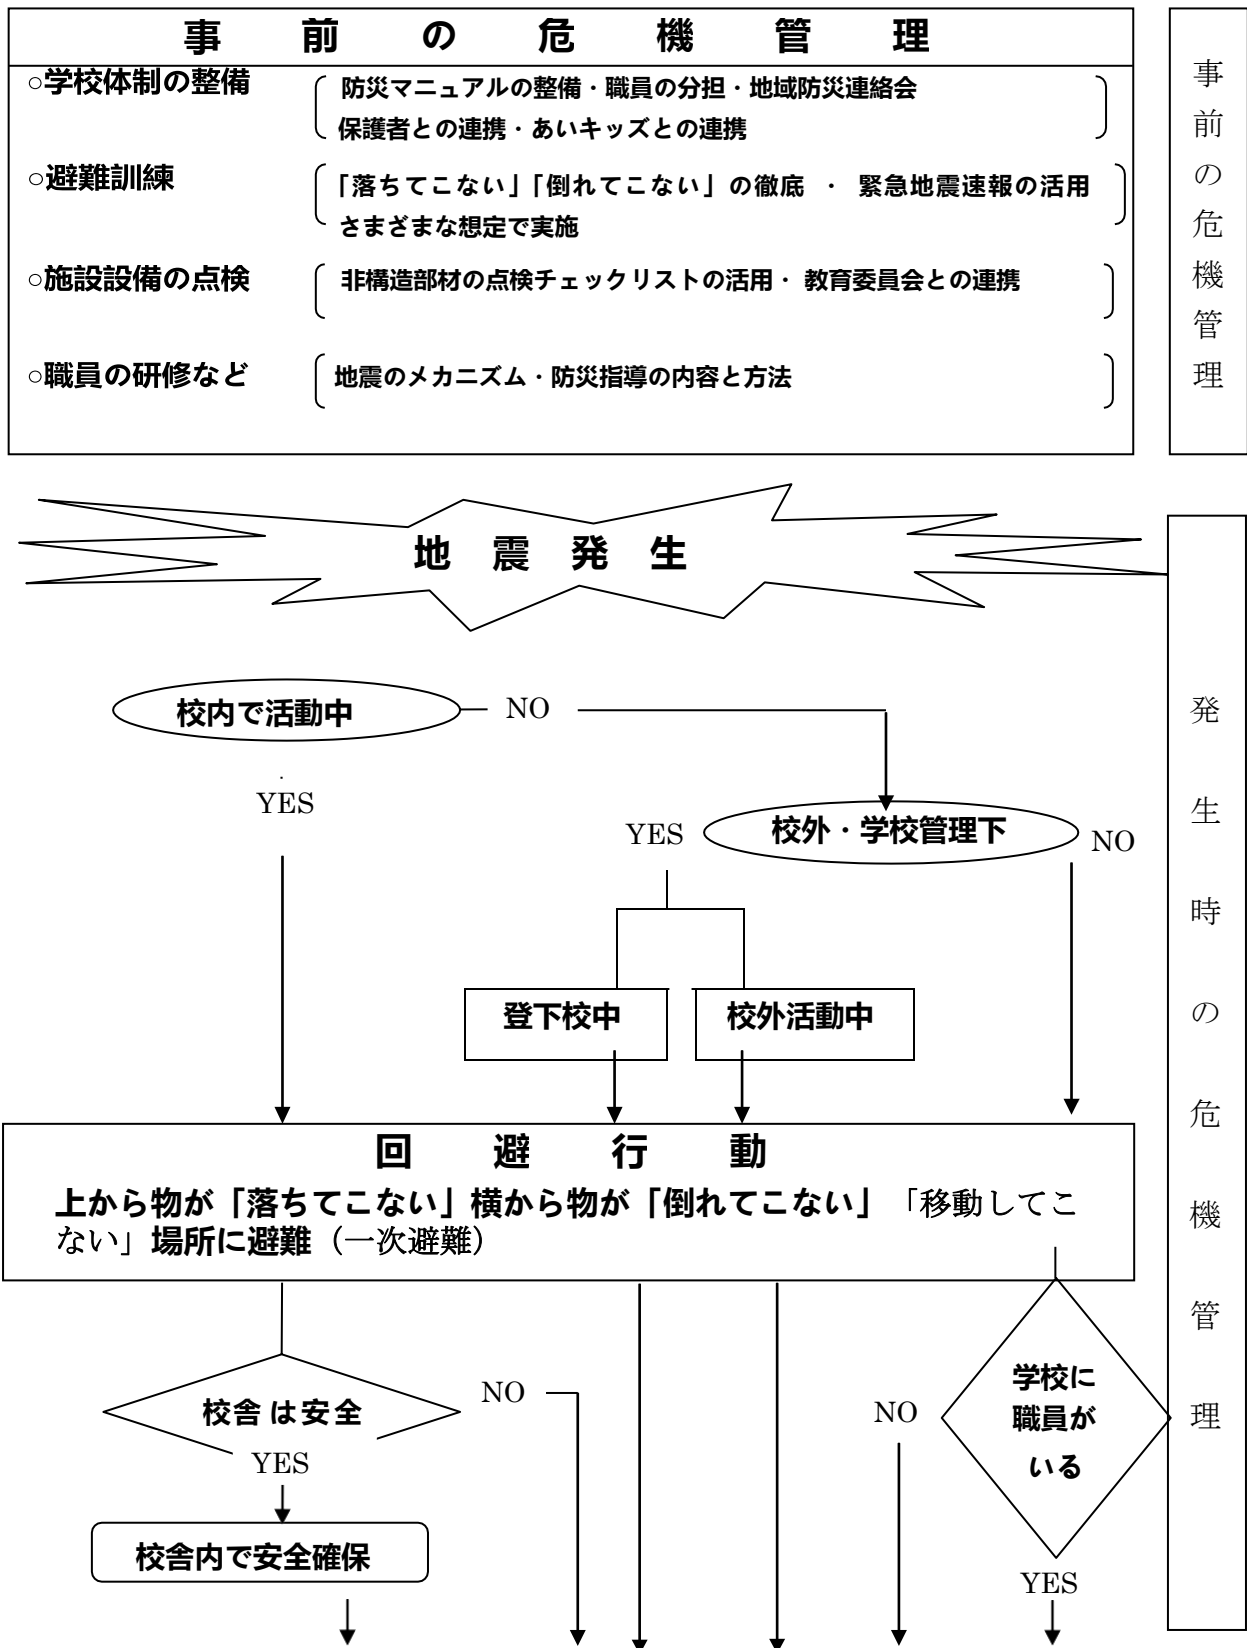 事前の危機管理
○学校体制の整備
防災マニュアルの整備・職員の分担・地域防災連絡会
保護者との連携・あいキッズとの連携
○避難訓練
「落ちてこない」「倒れてこない」の徹底 ・ 緊急地震速報の活用
さまざまな想定で実施
○施設設備の点検
非構造部材の点検チェックリストの活用・ 教育委員会との連携
○職員の研修など
地震のメカニズム・防災指導の内容と方法
事前の危機管理
地震発生
校内で活動中
NO
YES
校外・学校管理下
YES
NO
登下校中
校外活動中
回避行動
上から物が「落ちてこない」横から物が「倒れてこない」「移動してこ
ない」場所に避難（一次避難）
校舎は安全
NO
YES
校舎内で安全確保
NO
学校に
職員が
いる
YES
発生時の危機管理